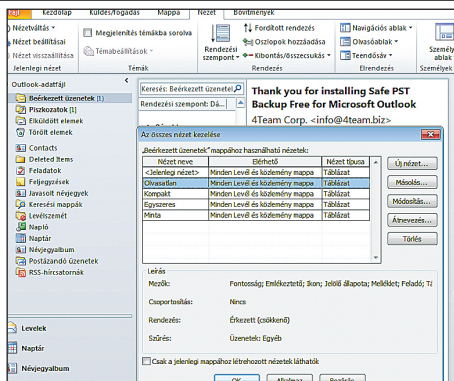 Fájl Kezdőlap Küldés/fogadás Mappa Nézet Bővítmények
Nézetváltás
Nézet beállításai
Nézet visszaállítása
Jelenlegi nézet
Megjelenítés témákba sorolva
Témabeállítások
Témák
Rendezési szempont
Fordított rendezés
Oszlopok hozzáadása
Kibontás/összecsukás
Rendezés
Navigációs ablak
Olvasóablak
Teendősáv
Elrendezés
Személy
ablak
Személyek
Outlook-adatfájl
Beérkezett üzenetek (1)
Piszkozatok [1]
Elküldött elemek
Törölt elemek
Contacts
Deleted Items
Feladatok
Feljegyzések
Javasolt névjegyek
Keresési mappák
Levélszemét
Napló
Naptár
Névjegyalbum
Postázandó üzenetek
RSS-hírcsatornák
Levelek
Naptár
Névjegyalbum
Keresés: Beérkezett üzenetek
Rendezési szempont: Dá...
Thank you for installing Safe PST
Backup Free for Microsoft Outlook
4Team Corp. <info@4team.biz>
Az összes nézet kezelése
„Beérkezett üzenetek" mappához használható nézetek:
Nézet neve Elérhető Nézet típusa
<Jelenlegi nézet> Minden Levél és közlemény mappa Táblázat
Olvasatlan Minden Levél és közlemény mappa Táblázat
Kompakt Minden Levél és közlemény mappa Táblázat
Egyszeres Minden Levél és közlemény mappa Táblázat
Minta Minden Levél és közlemény mappa Táblázat
Új nézet...
Másolás...
Módosítás...
Átnevezés...
Törlés
Leírás
Mezők: Fontosság; Emlékeztető; Ikon; Jelölő állapota; Melléklet; Feladó; Tá
Csoportosítás: Nincs
Rendezés: Érkezett (csökkenő)
Szűrés: Üzenetek: Egyéb
Csak a jelenlegi mappához létrehozott nézetek láthatók
OK Alkalmaz Bezárás